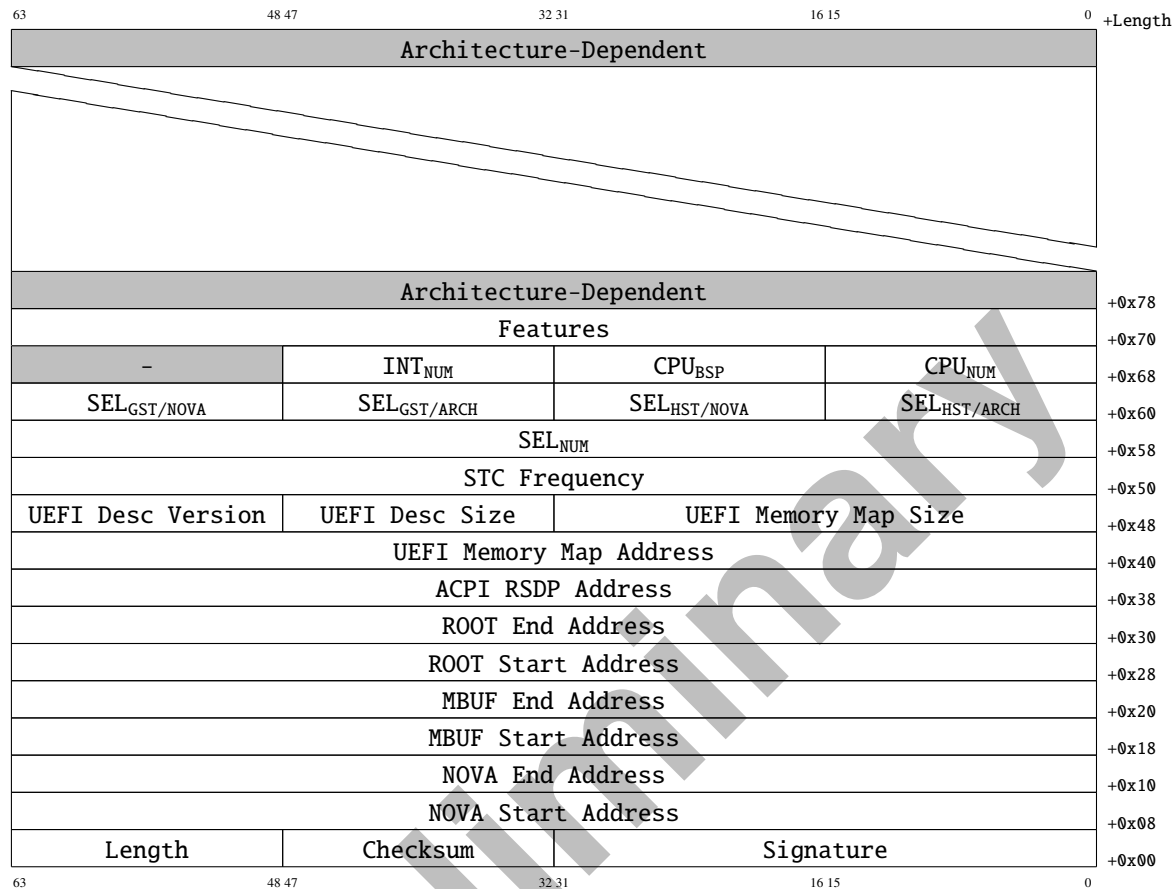 63 48 47 32 31 16 15 0 +Length
Architecture-Dependent
Architecture-Dependent
+0x78
Features
+0x70
- INT_NUM CPU_BSP CPU_NUM
+0x68
SEL_GST/NOVA SEL_GST/ARCH SEL_HST/NOVA SEL_HST/ARCH
+0x60
SEL_NUM
+0x58
STC Frequency
+0x50
UEFI Desc Version UEFI Desc Size UEFI Memory Map Size
+0x48
UEFI Memory Map Address
+0x40
ACPI RSDP Address
+0x38
ROOT End Address
+0x30
ROOT Start Address
+0x28
MBUF End Address
+0x20
MBUF Start Address
+0x18
NOVA End Address
+0x10
NOVA Start Address
+0x08
Length Checksum Signature
+0x00
63 48 47 32 31 16 15 0
liminary